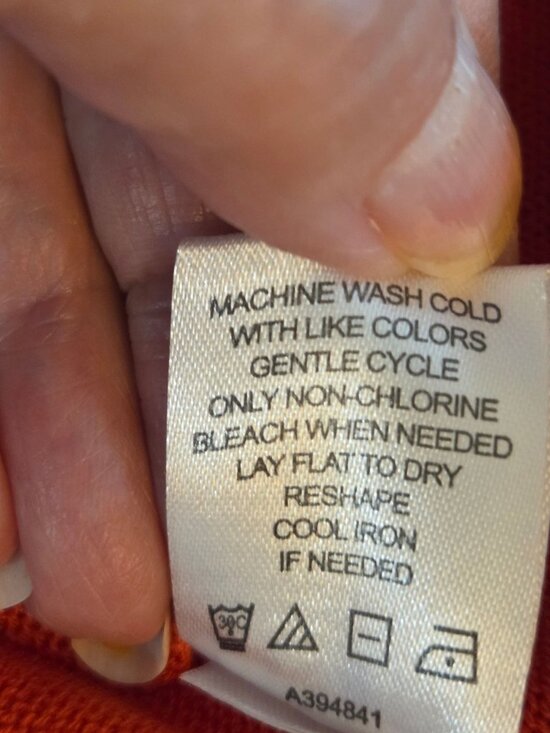 MACHINE WASH COLD
WITH LIKE COLORS
GENTLE CYCLE
ONLY NON-CHLORINE
BLEACH WHEN NEEDED
LAY FLAT TO DRY
RESHAPE
COOL IRON
IF NEEDED
30C
A394841